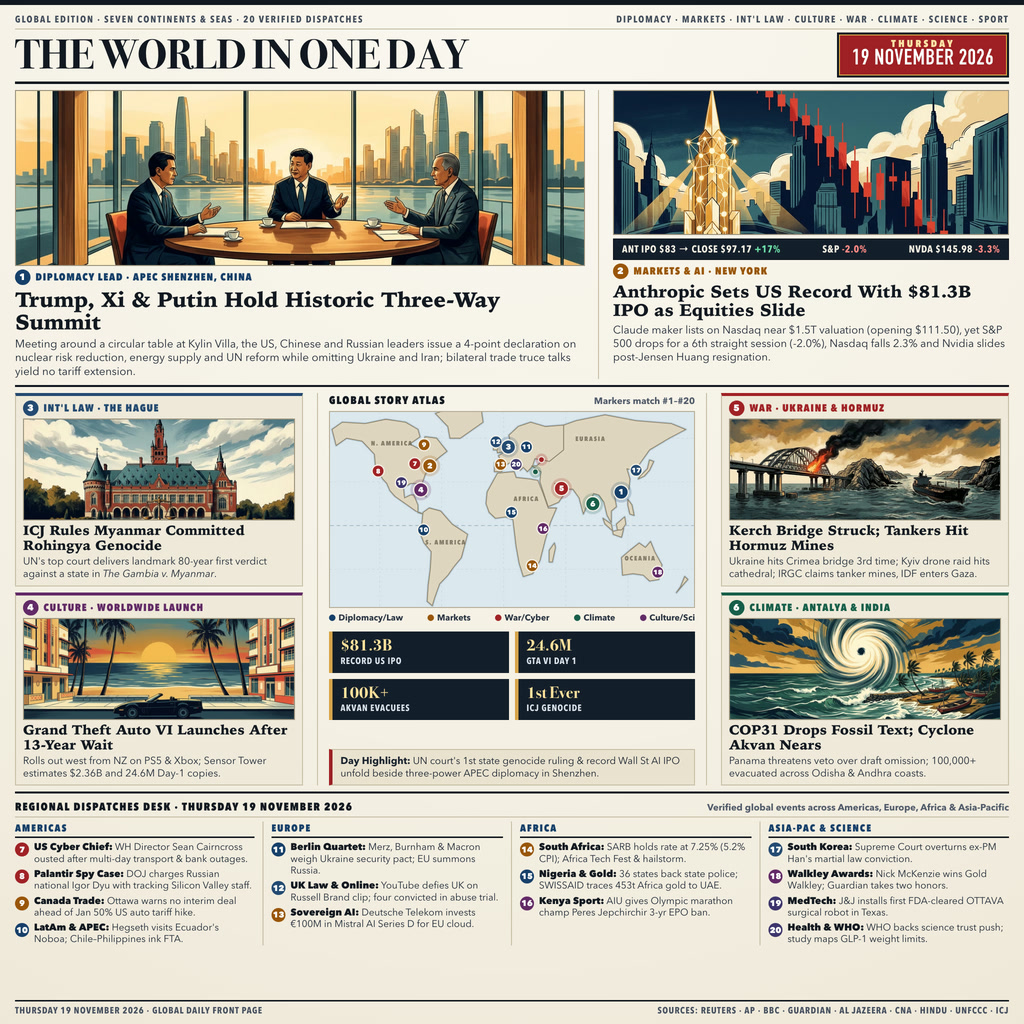 GLOBAL EDITION · SEVEN CONTINENTS & SEAS · 20 VERIFIED DISPATCHES
DIPLOMACY · MARKETS · INT'L LAW · CULTURE · WAR · CLIMATE · SCIENCE · SPORT
THE WORLD IN ONE DAY
THURSDAY
19 NOVEMBER 2026
1 DIPLOMACY LEAD · APEC SHENZHEN, CHINA
Trump, Xi & Putin Hold Historic Three-Way
Summit
Meeting around a circular table at Kylin Villa, the US, Chinese and Russian leaders issue a 4-point declaration on
nuclear risk reduction, energy supply and UN reform while omitting Ukraine and Iran; bilateral trade truce talks
yield no tariff extension.
ANT IPO $83 → CLOSE $97.17 +17% S&P -2.0% NVDA $145.98 -3.3%
2 MARKETS & AI · NEW YORK
Anthropic Sets US Record With $81.3B
IPO as Equities Slide
Claude maker lists on Nasdaq near $1.5T valuation (opening $111.50), yet S&P
500 drops for a 6th straight session (-2.0%), Nasdaq falls 2.3% and Nvidia slides
post-Jensen Huang resignation.
3 INT'L LAW · THE HAGUE
ICJ Rules Myanmar Committed
Rohingya Genocide
UN's top court delivers landmark 80-year first verdict
against a state in The Gambia v. Myanmar.
4 CULTURE · WORLDWIDE LAUNCH
Grand Theft Auto VI Launches After
13-Year Wait
Rolls out west from NZ on PS5 & Xbox; Sensor Tower
estimates $2.36B and 24.6M Day-1 copies.
GLOBAL STORY ATLAS
Markers match #1–#20
N. AMERICA
EURASIA
AFRICA
S. AMERICA
OCEANIA
9
12
3
11
8
7
2
13
20
17
19
4
5
6
1
15
10
16
14
18
Diplomacy/Law
Markets
War/Cyber
Climate
Culture/Sci
$81.3B
RECORD US IPO
24.6M
GTA VI DAY 1
100K+
AKVAN EVACUEES
1st Ever
ICJ GENOCIDE
Day Highlight: UN court's 1st state genocide ruling & record Wall St AI IPO
unfold beside three-power APEC diplomacy in Shenzhen.
5 WAR · UKRAINE & HORMUZ
Kerch Bridge Struck; Tankers Hit
Hormuz Mines
Ukraine hits Crimea bridge 3rd time; Kyiv drone raid hits
cathedral; IRGC claims tanker mines, IDF enters Gaza.
6 CLIMATE · ANTALYA & INDIA
COP31 Drops Fossil Text; Cyclone
Akvan Nears
Panama threatens veto over draft omission; 100,000+
evacuated across Odisha & Andhra coasts.
REGIONAL DISPATCHES DESK · THURSDAY 19 NOVEMBER 2026
Verified global events across Americas, Europe, Africa & Asia-Pacific
AMERICAS
7 US Cyber Chief: WH Director Sean Cairncross
ousted after multi-day transport & bank outages.
8 Palantir Spy Case: DOJ charges Russian
national Igor Dyu with tracking Silicon Valley staff.
9 Canada Trade: Ottawa warns no interim deal
ahead of Jan 50% US auto tariff hike.
10 LatAm & APEC: Hegseth visits Ecuador's
Noboa; Chile–Philippines ink FTA.
EUROPE
11 Berlin Quartet: Merz, Burnham & Macron
weigh Ukraine security pact; EU summons
Russia.
12 UK Law & Online: YouTube defies UK on
Russell Brand clip; four convicted in abuse trial.
13 Sovereign AI: Deutsche Telekom invests
€100M in Mistral AI Series D for EU cloud.
AFRICA
14 South Africa: SARB holds rate at 7.25% (5.2%
CPI); Africa Tech Fest & hailstorm.
15 Nigeria & Gold: 36 states back state police;
SWISSAID traces 453t Africa gold to UAE.
16 Kenya Sport: AIU gives Olympic marathon
champ Peres Jepchirchir 3-yr EPO ban.
ASIA-PAC & SCIENCE
17 South Korea: Supreme Court overturns ex-PM
Han's martial law conviction.
18 Walkley Awards: Nick McKenzie wins Gold
Walkley; Guardian takes two honors.
19 MedTech: J&J installs first FDA-cleared OTTAVA
surgical robot in Texas.
20 Health & WHO: WHO backs science trust push;
study maps GLP-1 weight limits.
THURSDAY 19 NOVEMBER 2026 · GLOBAL DAILY FRONT PAGE
SOURCES: REUTERS · AP · BBC · GUARDIAN · AL JAZEERA · CNA · HINDU · UNFCCC · ICJ